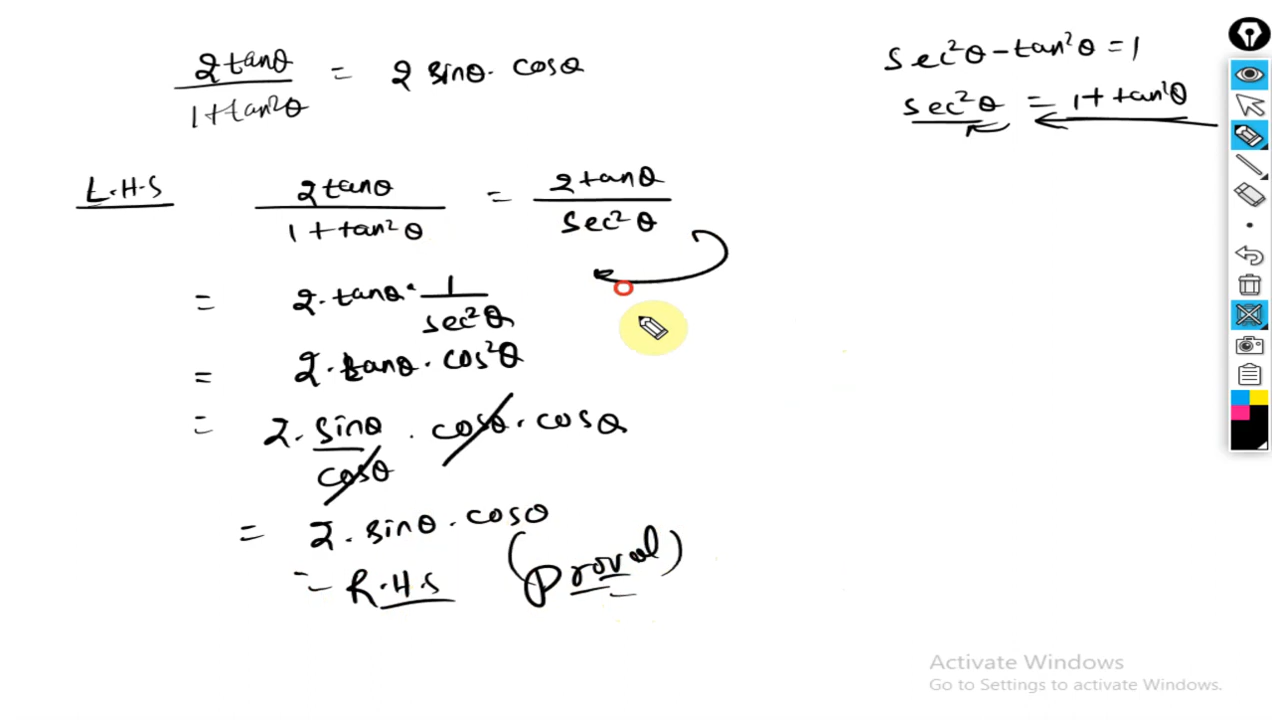 2tanθ / 1+tan²θ = 2 sinθ. cosθ
sec²θ-tan²θ=1
sec²θ = 1+tan²θ
L.H.S 2tanθ / 1+tan²θ = 2tanθ / sec²θ
= 2.tanθ. 1 / sec²θ
= 2.tanθ.cos²θ
= 2. sinθ / cosθ . cosθ. cosθ
= 2.sinθ.cosθ
= R.H.S (Proved)
Activate Windows
Go to Settings to activate Windows.